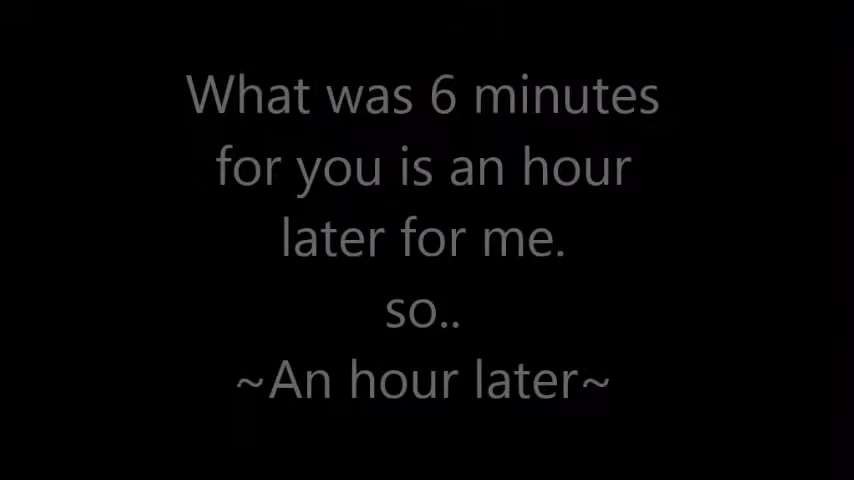 What was 6 minutes
for you is an hour
later for me.
so..
~An hour later~